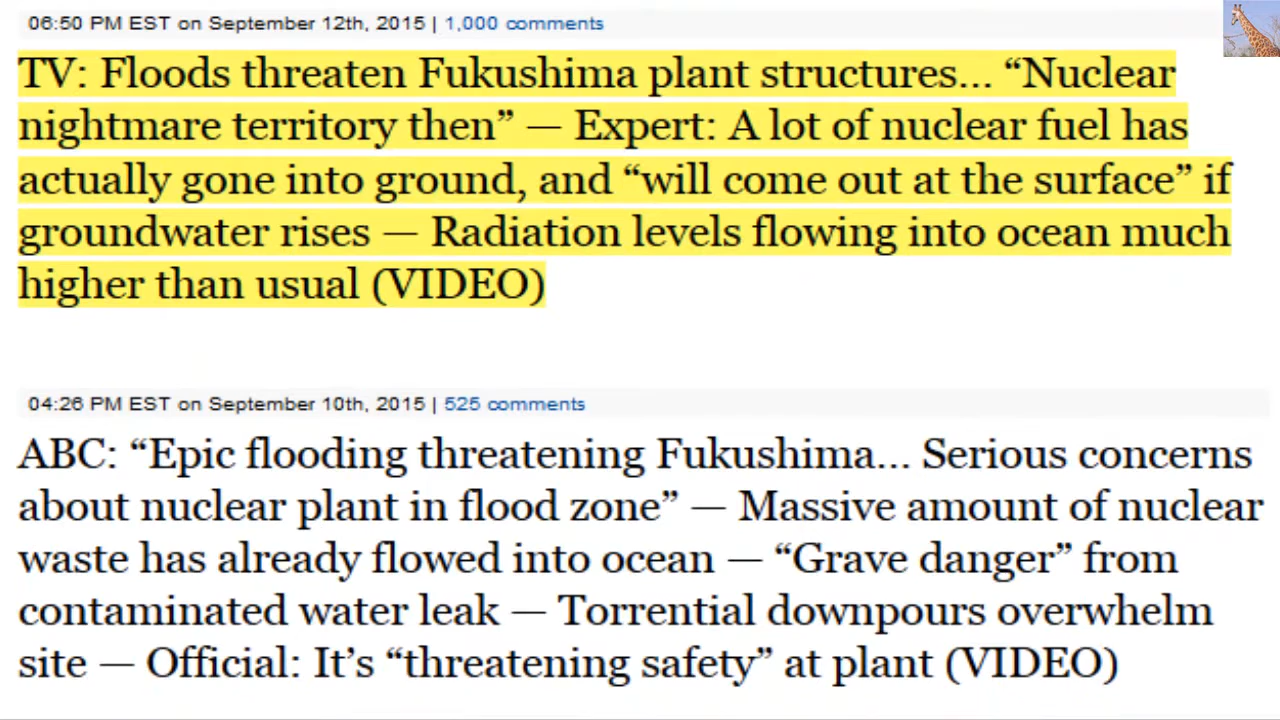 06:50 PM EST on September 12th, 2015 | 1,000 comments
TV: Floods threaten Fukushima plant structures… “Nuclear
nightmare territory then” — Expert: A lot of nuclear fuel has
actually gone into ground, and “will come out at the surface” if
groundwater rises — Radiation levels flowing into ocean much
higher than usual (VIDEO)
04:26 PM EST on September 10th, 2015 | 525 comments
ABC: “Epic flooding threatening Fukushima… Serious concerns
about nuclear plant in flood zone” — Massive amount of nuclear
waste has already flowed into ocean — “Grave danger” from
contaminated water leak — Torrential downpours overwhelm
site — Official: It’s “threatening safety” at plant (VIDEO)